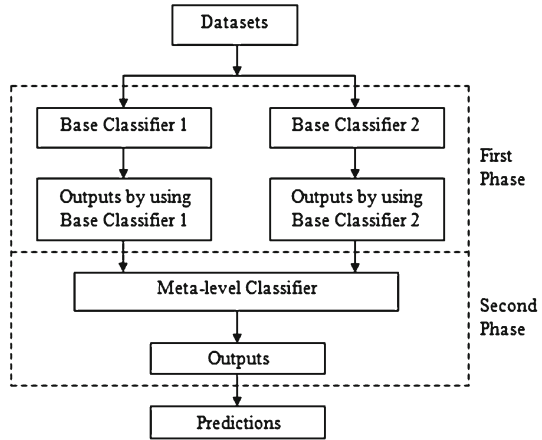 Datasets
Base Classifier 1
Base Classifier 2
First
Phase
Outputs by using
Base Classifier 1
Outputs by using
Base Classifier 2
Meta-level Classifier
Second
Phase
Outputs
Predictions